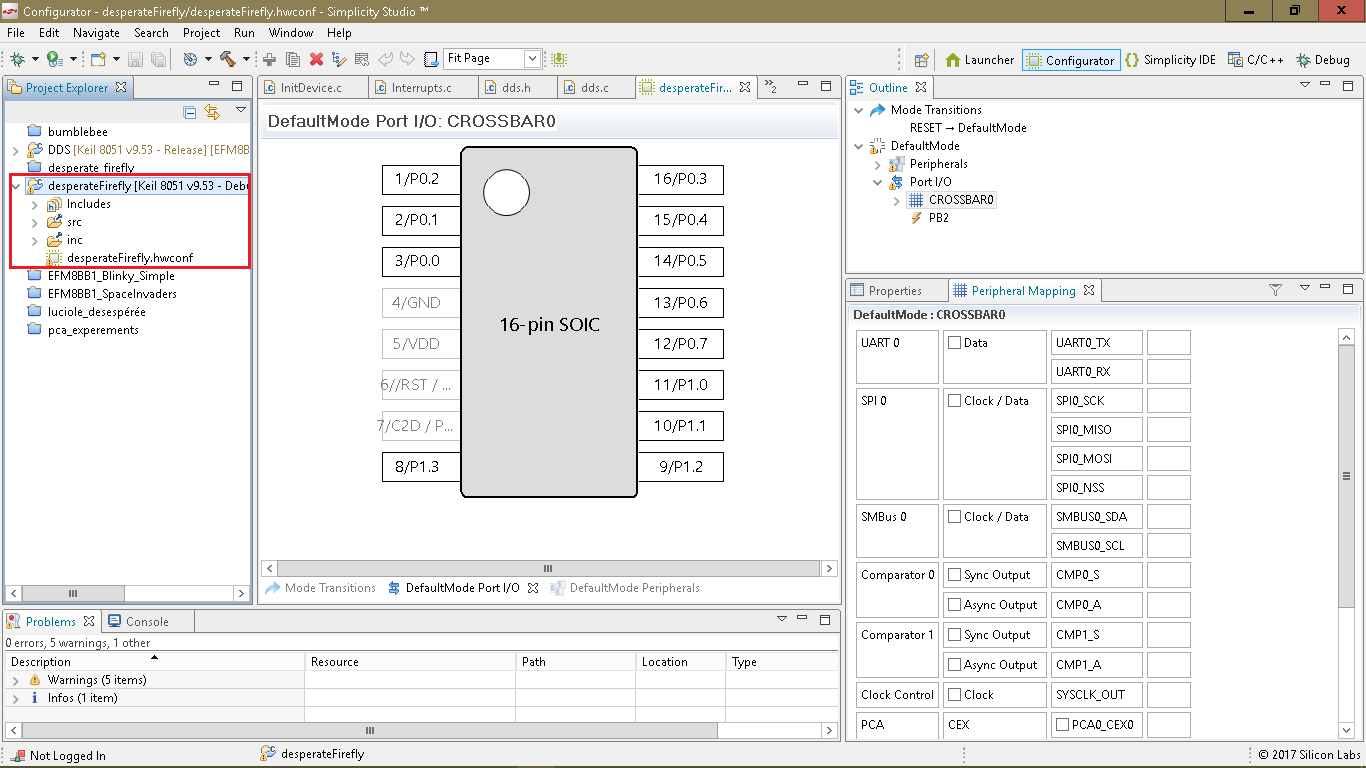 Configurator - desperateFirefly/desperateFirefly.hwconf - Simplicity Studio ™
File Edit Navigate Search Project Run Window Help
Fit Page
Launcher Configurator Simplicity IDE C/C++ Debug
Project Explorer
bumblebee
DDS [Keil 8051 v9.53 - Release] [EFM8B
desperate firefly
desperateFirefly [Keil 8051 v9.53 - Debu
Includes
src
inc
desperateFirefly.hwconf
EFM8BB1_Blinky_Simple
EFM8BB1_SpaceInvaders
luciole_desespérée
pca_experements
InitDevice.c Interrupts.c dds.h dds.c desperateFir... »2
DefaultMode Port I/O: CROSSBAR0
1/P0.2
2/P0.1
3/P0.0
4/GND
5/VDD
6//RST / ...
7/C2D / P...
8/P1.3
16-pin SOIC
16/P0.3
15/P0.4
14/P0.5
13/P0.6
12/P0.7
11/P1.0
10/P1.1
9/P1.2
Mode Transitions DefaultMode Port I/O DefaultMode Peripherals
Outline
Mode Transitions
RESET → DefaultMode
DefaultMode
Peripherals
Port I/O
CROSSBAR0
PB2
Properties Peripheral Mapping
DefaultMode : CROSSBAR0
UART 0 Data UART0_TX
UART0_RX
SPI 0 Clock / Data SPI0_SCK
SPI0_MISO
SPI0_MOSI
SPI0_NSS
SMBus 0 Clock / Data SMBUS0_SDA
SMBUS0_SCL
Comparator 0 Sync Output CMP0_S
Async Output CMP0_A
Comparator 1 Sync Output CMP1_S
Async Output CMP1_A
Clock Control Clock SYSCLK_OUT
PCA CEX PCA0_CEX0
Problems Console
0 errors, 5 warnings, 1 other
Description Resource Path Location Type
Warnings (5 items)
Infos (1 item)
Not Logged In desperateFirefly © 2017 Silicon Labs